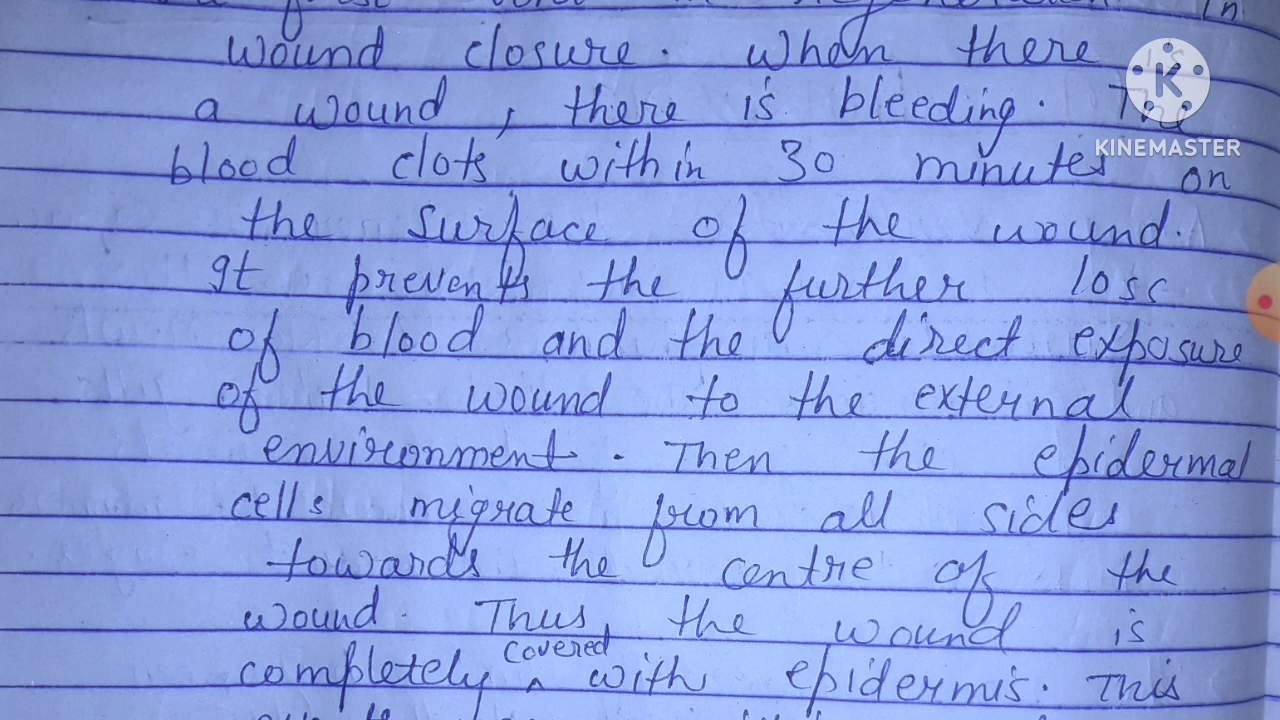 in
wound closure. When there is
a wound, there is bleeding. The
blood clots within 30 minutes on
the surface of the wound.
It prevents the further loss
of blood and the direct exposure
of the wound to the external
environment. Then the epidermal
cells migrate from all sides
towards the centre of the
wound. Thus, the wound is
completely ^ covered with epidermis. This
KINEMASTER